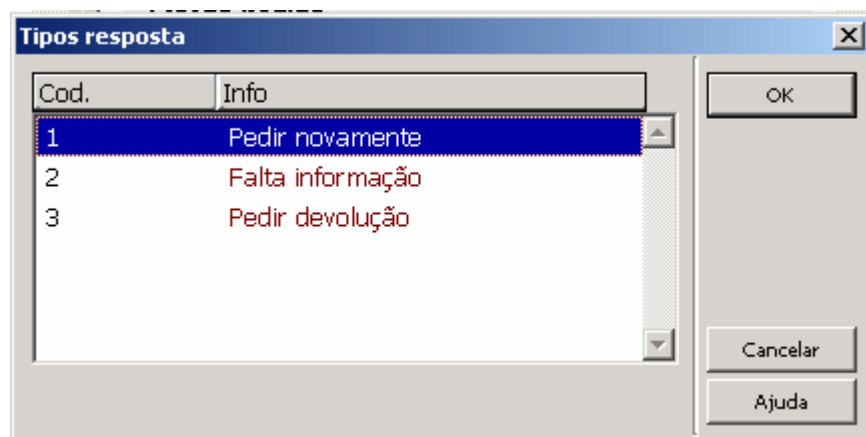 Tipos resposta
Cod. Info
OK
1 Pedir novamente
2 Falta informação
3 Pedir devolução
Cancelar
Ajuda